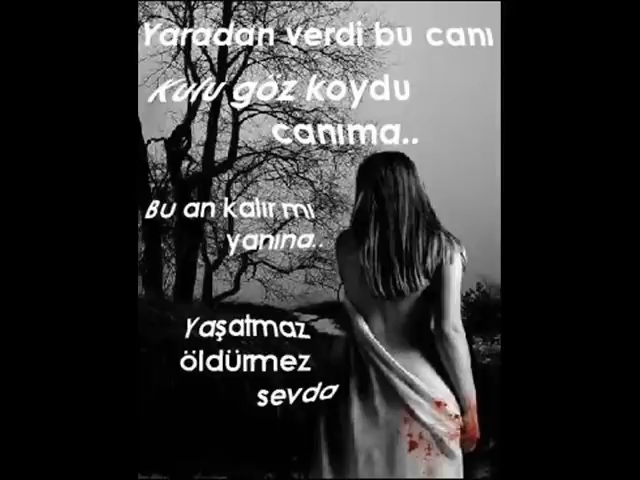 Yaradan verdi bu canı
Kulu göz koydu
canıma..
Bu an kalır mı
yanına..
Yaşatmaz
öldürmez
sevda